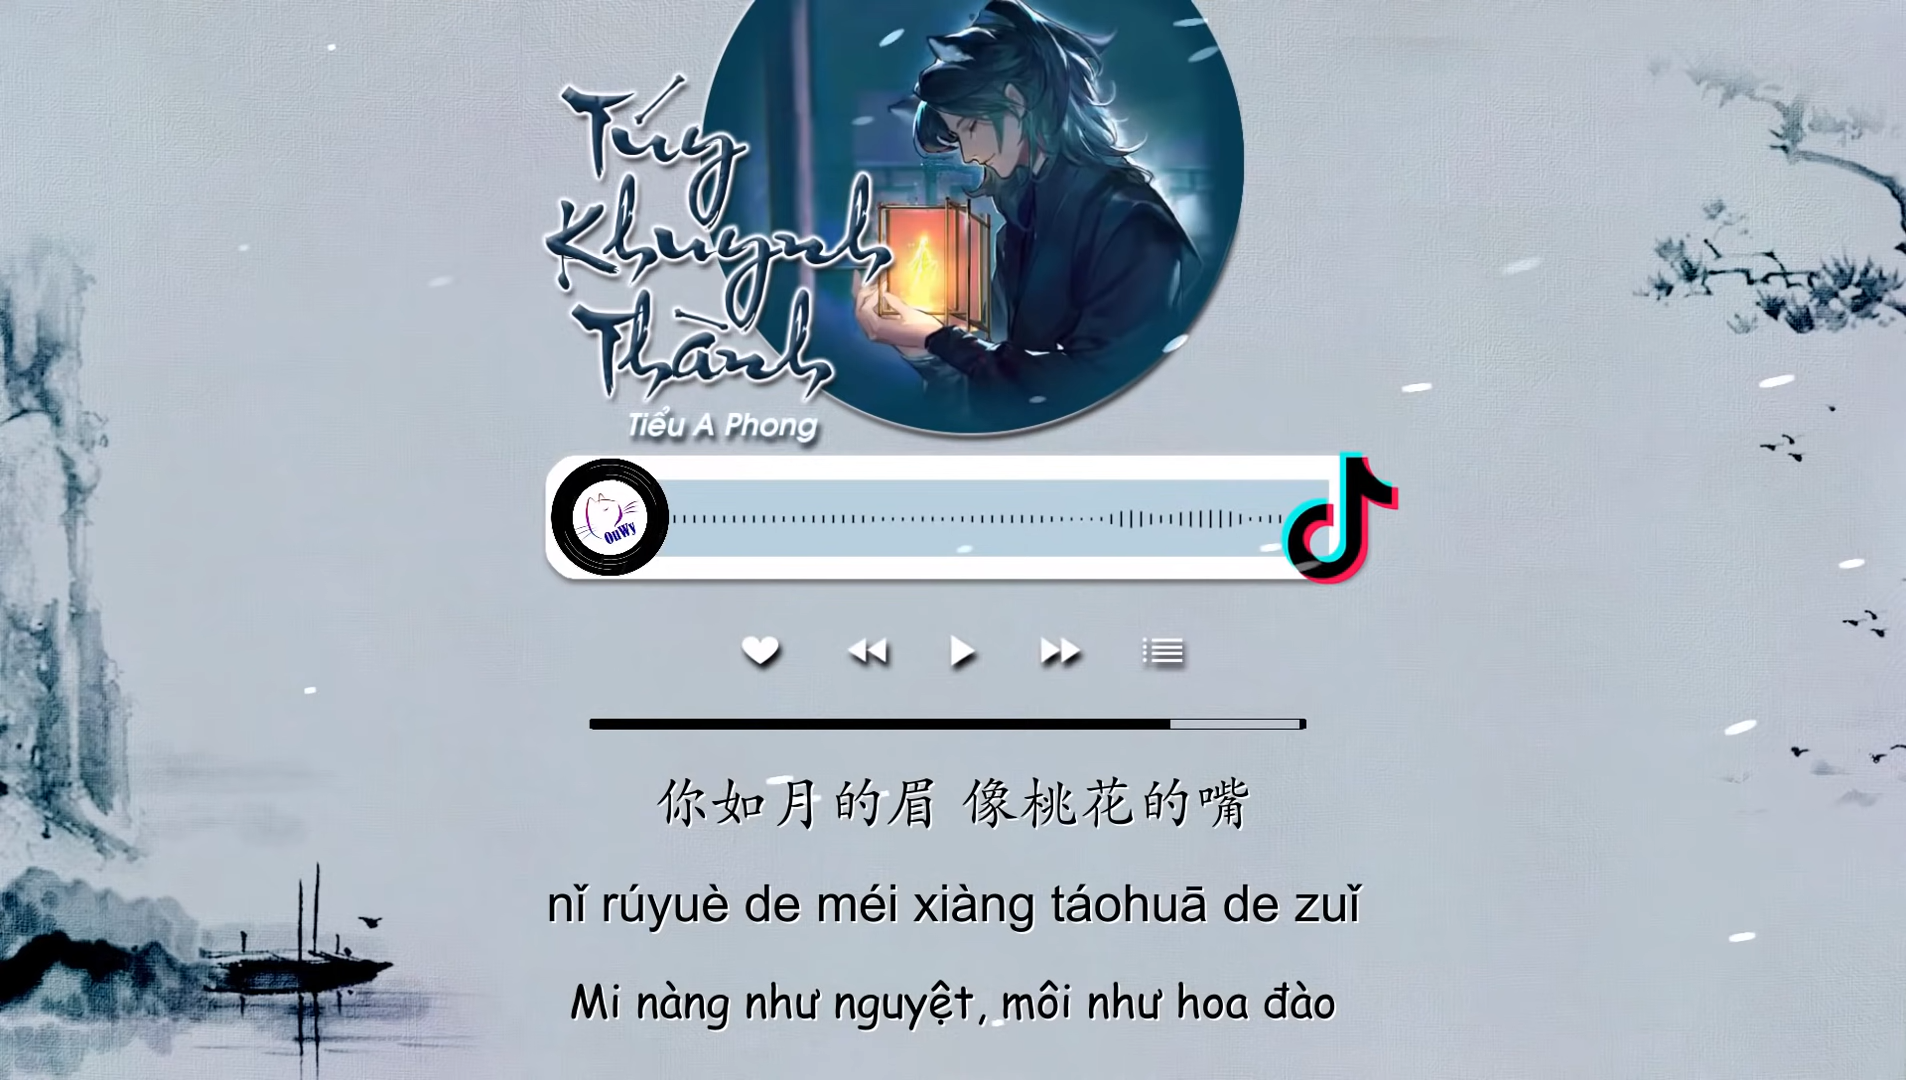 Túy
Khuynh
Thành
Tiểu A Phong
OnWy
你如月的眉 像桃花的嘴
nǐ rúyuè de méi xiàng táohuā de zuǐ
Mi nàng như nguyệt, môi như hoa đào